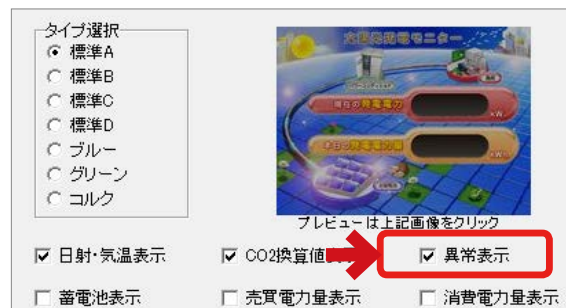 タイプ選択
標準A
標準B
標準C
標準D
ブルー
グリーン
コルク
太陽光発電モニター
現在の発電電力
kW
本日の発電電力量
プレビューは上記画像をクリック
日射・気温表示
CO2換算値
異常表示
蓄電池表示
売買電力量表示
消費電力量表示